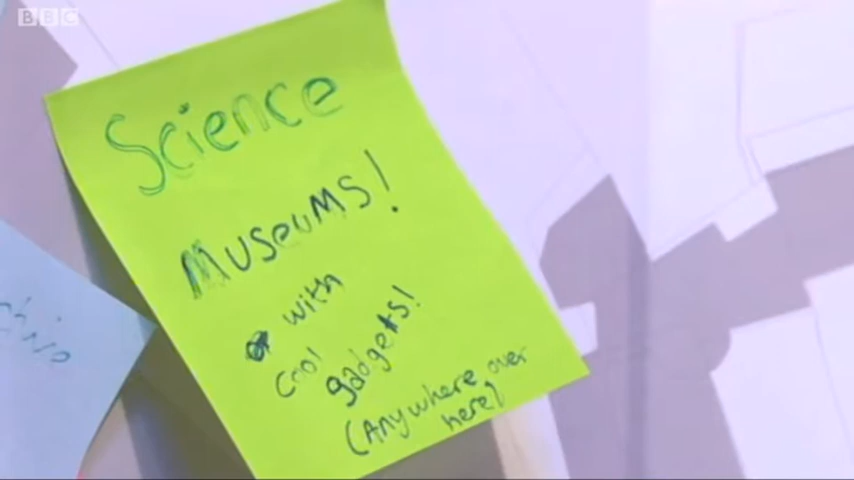 BBC
Science
MUSEUMS!
with
cool
gadgets!
(Anywhere over
here)